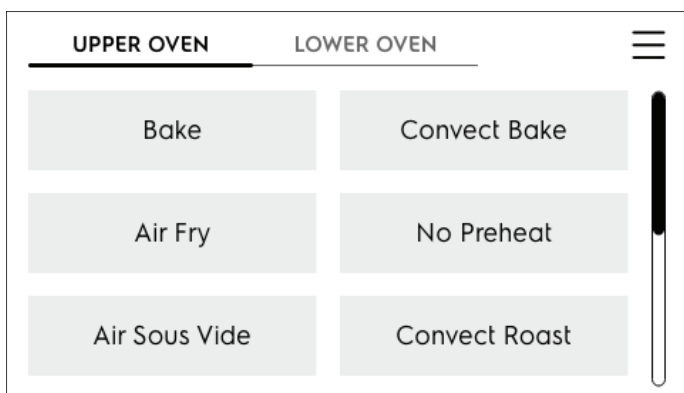 UPPER OVEN LOWER OVEN
Bake Convect Bake
Air Fry No Preheat
Air Sous Vide Convect Roast